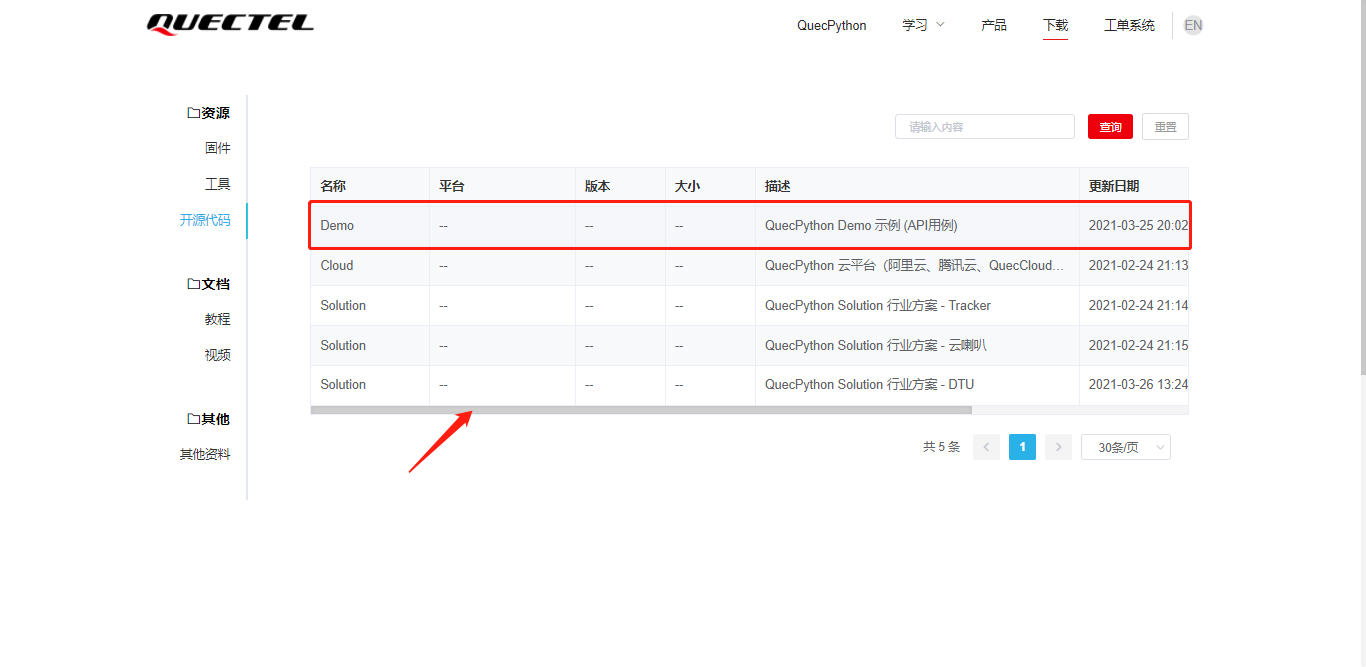 QUECTEL
QuecPython 学习 产品 下载 工单系统 EN
资源
固件
工具
开源代码
文档
教程
视频
其他
其他资料
请输入内容 查询 重置
名称 平台 版本 大小 描述 更新日期
Demo -- -- -- QuecPython Demo 示例 (API用例) 2021-03-25 20:02
Cloud -- -- -- QuecPython 云平台（阿里云、腾讯云、QuecCloud... 2021-02-24 21:13
Solution -- -- -- QuecPython Solution 行业方案 - Tracker 2021-02-24 21:14
Solution -- -- -- QuecPython Solution 行业方案 - 云喇叭 2021-02-24 21:15
Solution -- -- -- QuecPython Solution 行业方案 - DTU 2021-03-26 13:24
共 5 条 1 30条/页